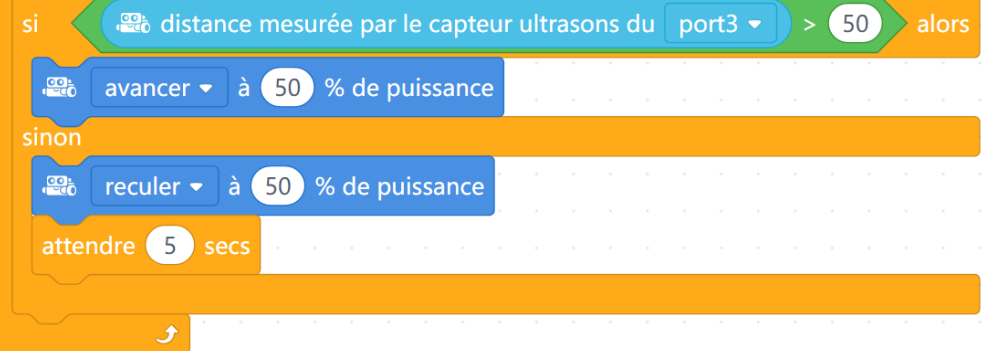 si distance mesurée par le capteur ultrasons du port3 > 50 alors
avancer à 50 % de puissance
sinon
reculer à 50 % de puissance
attendre 5 secs